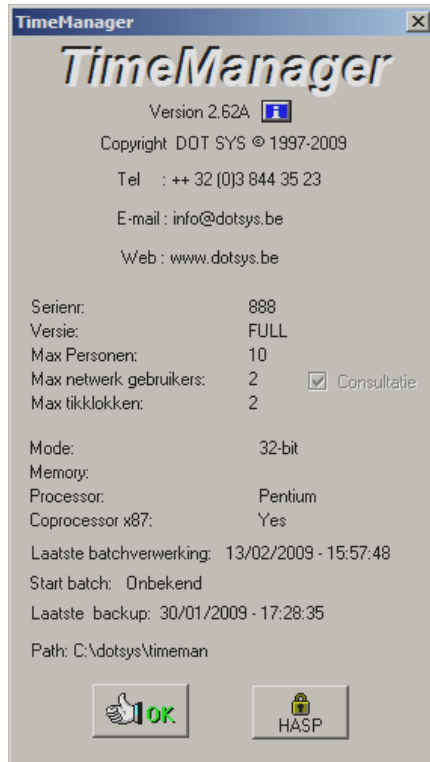 TimeManager
TimeManager
Version 2.62A
Copyright DOT SYS © 1997-2009
Tel : ++ 32 (0)3 844 35 23
E-mail : info@dotsys.be
Web : www.dotsys.be
Serienr: 888
Versie: FULL
Max Personen: 10
Max netwerk gebruikers: 2 Consultatie
Max tikklokken: 2
Mode: 32-bit
Memory:
Processor: Pentium
Coprocessor x87: Yes
Laatste batchverwerking: 13/02/2009 - 15:57:48
Start batch: Onbekend
Laatste backup: 30/01/2009 - 17:28:35
Path: C:\dotsys\timeman
OK
HASP